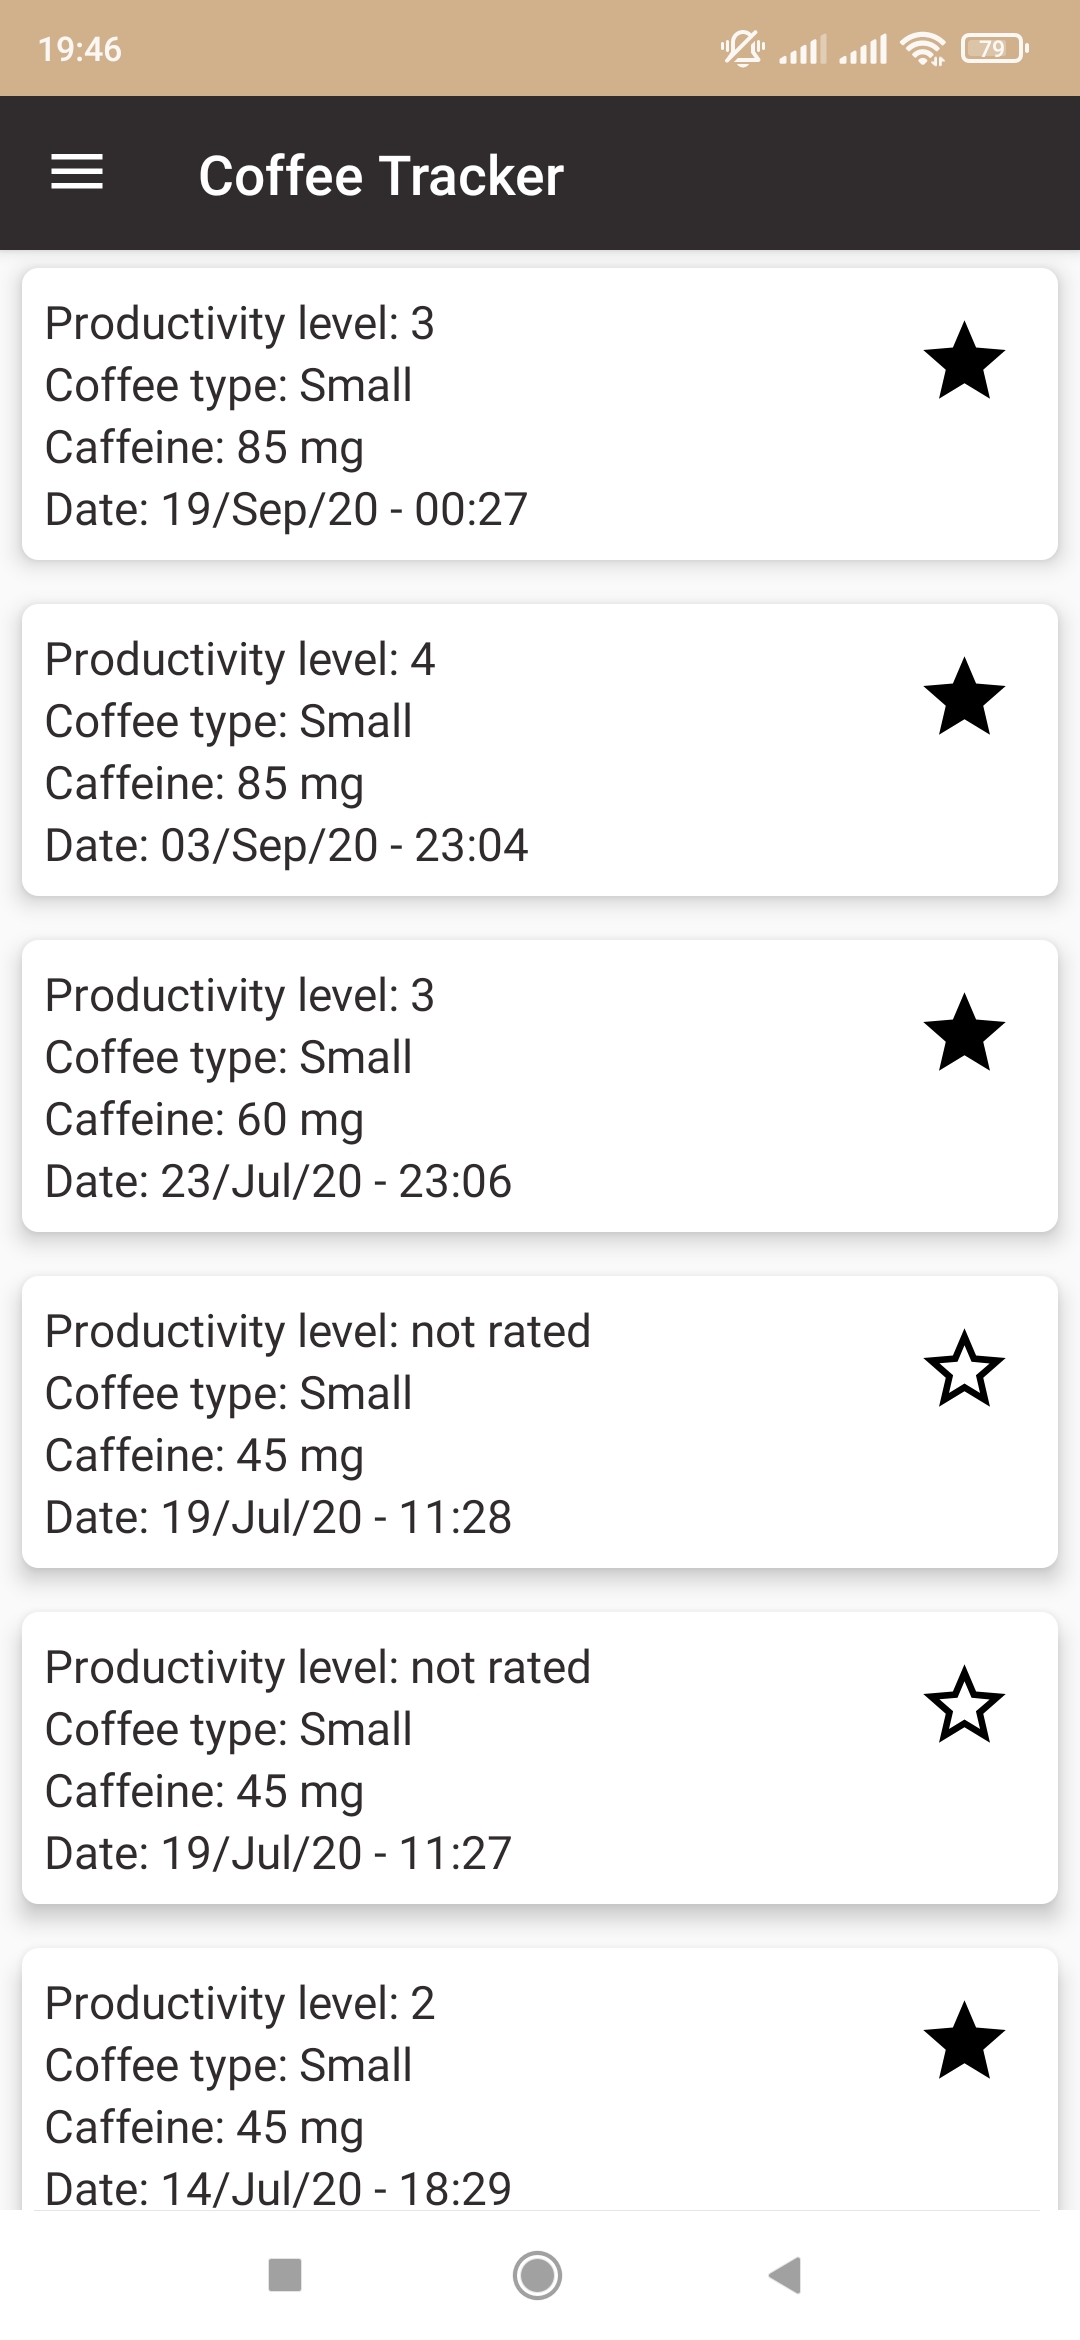 19:46
79
Coffee Tracker
Productivity level: 3
Coffee type: Small
Caffeine: 85 mg
Date: 19/Sep/20 - 00:27
Productivity level: 4
Coffee type: Small
Caffeine: 85 mg
Date: 03/Sep/20 - 23:04
Productivity level: 3
Coffee type: Small
Caffeine: 60 mg
Date: 23/Jul/20 - 23:06
Productivity level: not rated
Coffee type: Small
Caffeine: 45 mg
Date: 19/Jul/20 - 11:28
Productivity level: not rated
Coffee type: Small
Caffeine: 45 mg
Date: 19/Jul/20 - 11:27
Productivity level: 2
Coffee type: Small
Caffeine: 45 mg
Date: 14/Jul/20 - 18:29